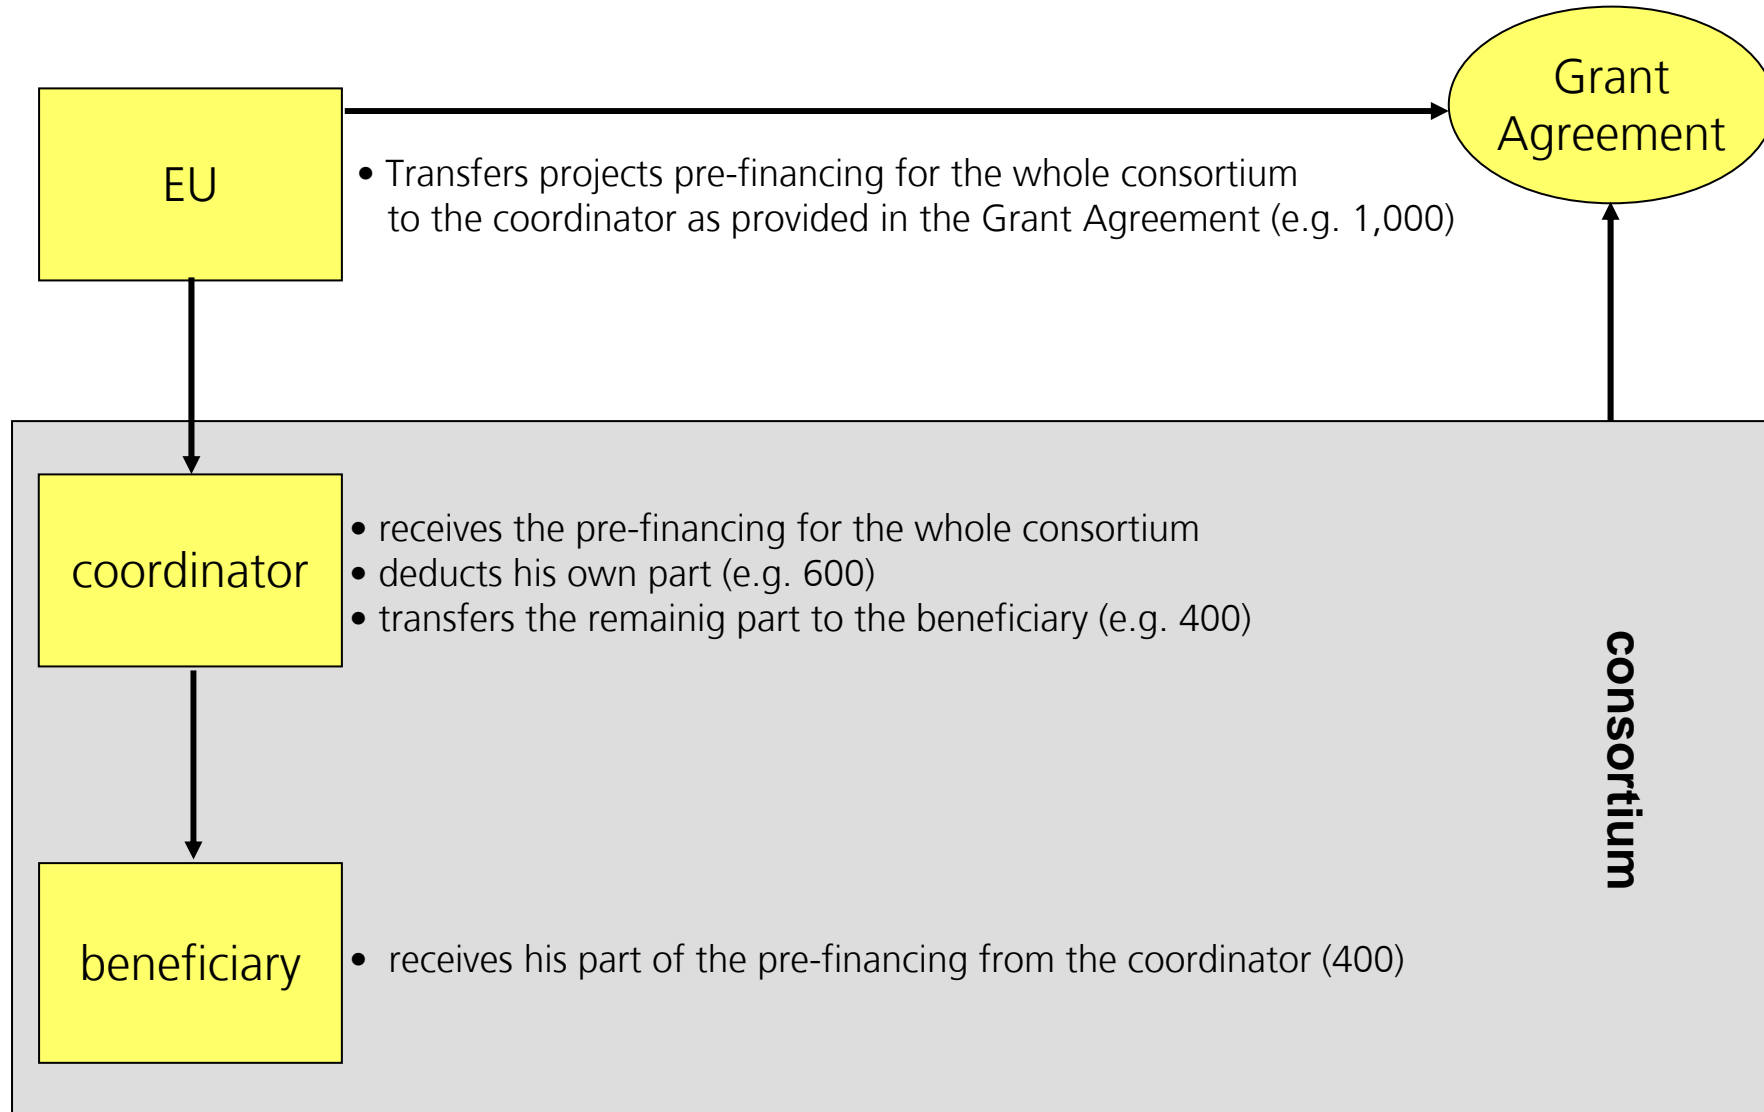 Grant
Agreement
EU
• Transfers projects pre-financing for the whole consortium
to the coordinator as provided in the Grant Agreement (e.g. 1,000)
coordinator
• receives the pre-financing for the whole consortium
• deducts his own part (e.g. 600)
• transfers the remainig part to the beneficiary (e.g. 400)
consortium
beneficiary
• receives his part of the pre-financing from the coordinator (400)